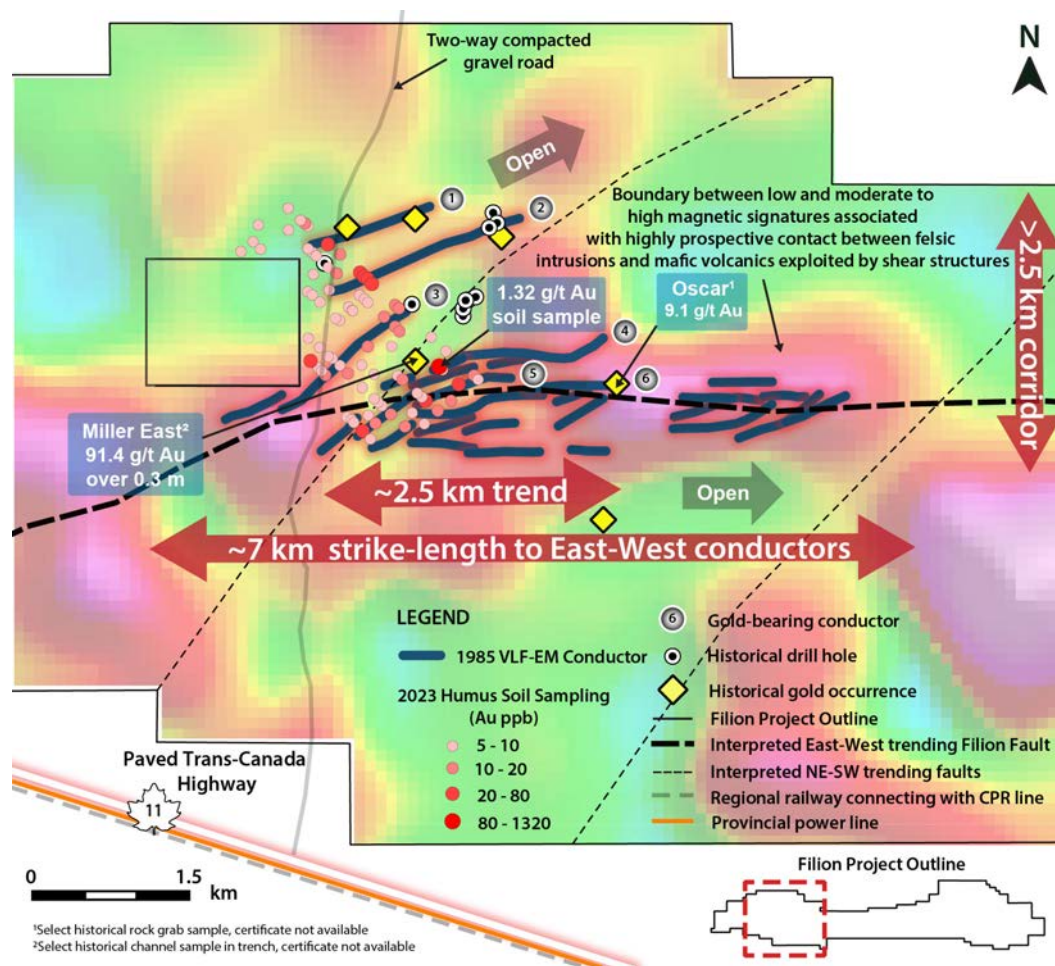 Two-way compacted
gravel road
N
Open
Boundary between low and moderate to
high magnetic signatures associated
with highly prospective contact between felsic
intrusions and mafic volcanics exploited by shear structures
1
2
3
1.32 g/t Au
soil sample
Oscar¹
9.1 g/t Au
4
5
6
>2.5 km corridor
Miller East²
91.4 g/t Au
over 0.3 m
~2.5 km trend
Open
~7 km strike-length to East-West conductors
LEGEND
1985 VLF-EM Conductor
2023 Humus Soil Sampling
(Au ppb)
5 - 10
10 - 20
20 - 80
80 - 1320
6
Gold-bearing conductor
Historical drill hole
Historical gold occurrence
Filion Project Outline
Interpreted East-West trending Filion Fault
Interpreted NE-SW trending faults
Regional railway connecting with CPR line
Provincial power line
Paved Trans-Canada
Highway
11
0 1.5
km
Filion Project Outline
¹Select historical rock grab sample, certificate not available
²Select historical channel sample in trench, certificate not available